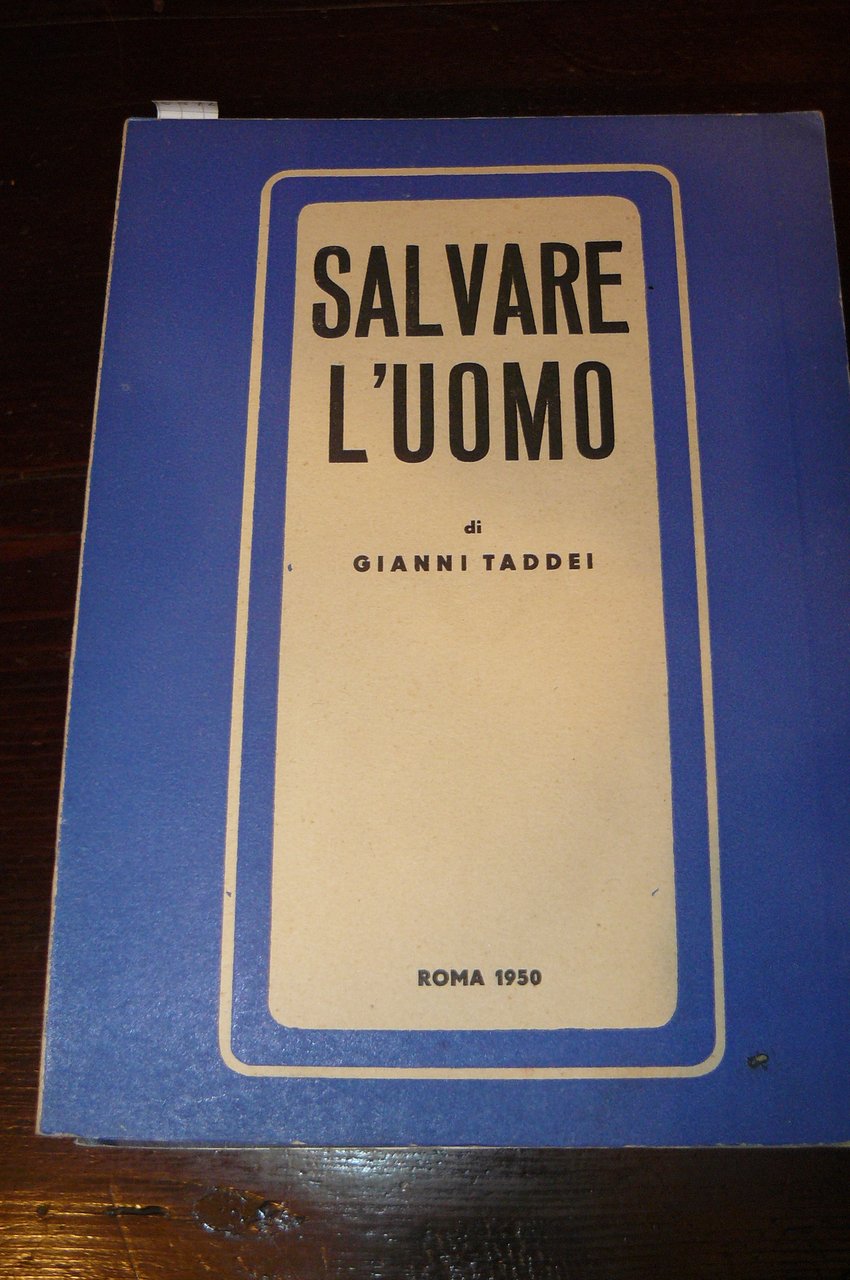 SALVARE
L'UOMO
di
GIANNI TADDEI
ROMA 1950